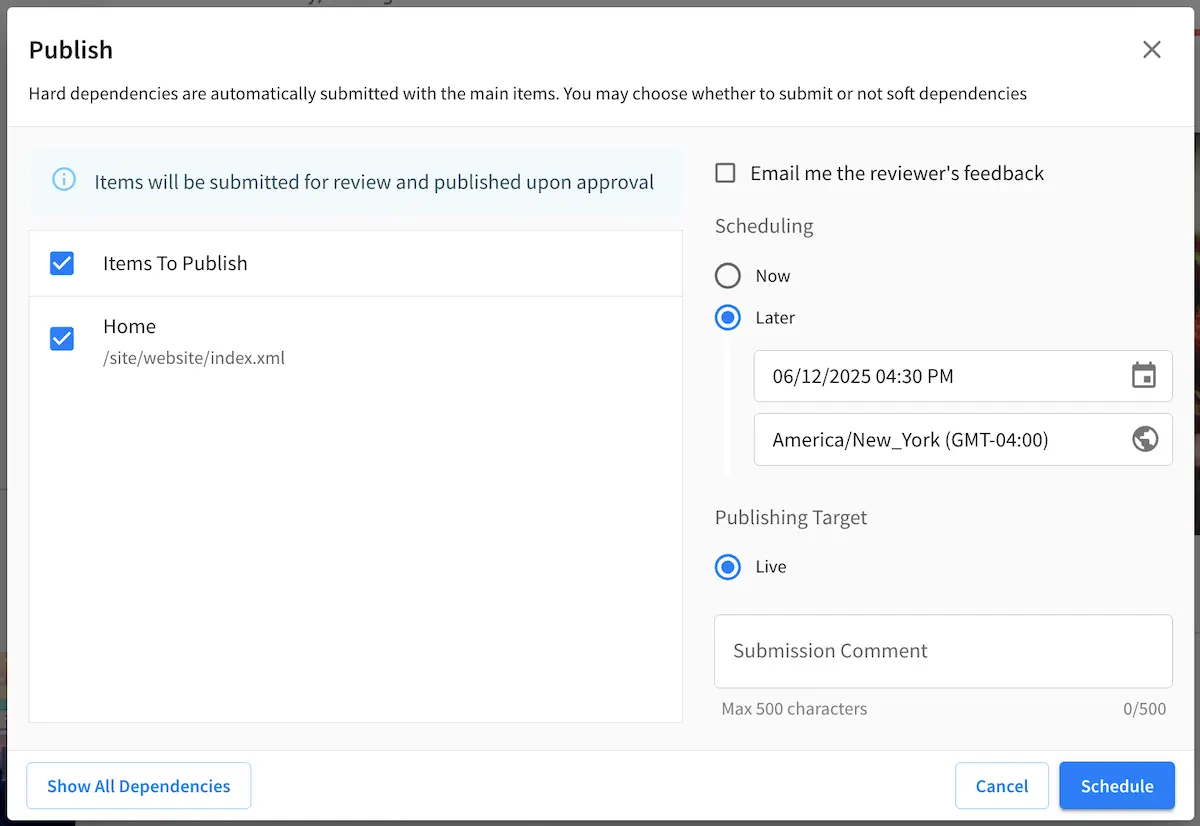 Publish
Hard dependencies are automatically submitted with the main items. You may choose whether to submit or not soft dependencies
Items will be submitted for review and published upon approval
Items To Publish
Home
/site/website/index.xml
Email me the reviewer's feedback
Scheduling
Now
Later
06/12/2025 04:30 PM
America/New_York (GMT-04:00)
Publishing Target
Live
Submission Comment
Max 500 characters
0/500
Show All Dependencies
Cancel
Schedule